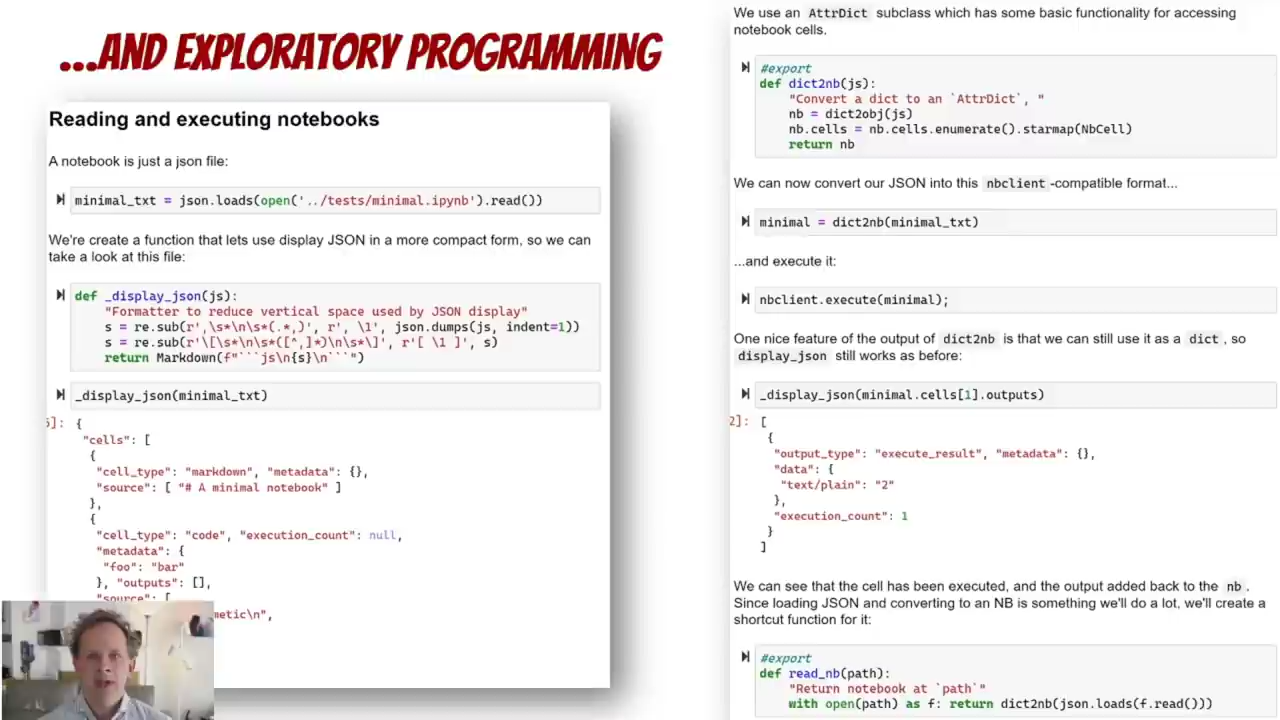 ...AND EXPLORATORY PROGRAMMING
Reading and executing notebooks
A notebook is just a json file:
minimal_txt = json.loads(open('../tests/minimal.ipynb').read())
We're create a function that lets use display JSON in a more compact form, so we can
take a look at this file:
def _display_json(js):
    "Formatter to reduce vertical space used by JSON display"
    s = re.sub(r',\s*\n\s*(.*,)', r', \1', json.dumps(js, indent=1))
    s = re.sub(r'\[\s*\n\s*([^,]*)\n\s*\]', r'[ \1 ]', s)
    return Markdown(f"```js\n{s}\n```")
_display_json(minimal_txt)
]: {
 "cells": [
  {
   "cell_type": "markdown", "metadata": {},
   "source": [ "# A minimal notebook" ]
  },
  {
   "cell_type": "code", "execution_count": null,
   "metadata": {
    "foo": "bar"
   }, "outputs": [],
   "source": [
metic\n",
We use an AttrDict subclass which has some basic functionality for accessing
notebook cells.
#export
def dict2nb(js):
    "Convert a dict to an `AttrDict`, "
    nb = dict2obj(js)
    nb.cells = nb.cells.enumerate().starmap(NbCell)
    return nb
We can now convert our JSON into this nbclient -compatible format...
minimal = dict2nb(minimal_txt)
...and execute it:
nbclient.execute(minimal);
One nice feature of the output of dict2nb is that we can still use it as a dict , so
display_json still works as before:
_display_json(minimal.cells[1].outputs)
2]: [
 {
  "output_type": "execute_result", "metadata": {},
  "data": {
   "text/plain": "2"
  },
  "execution_count": 1
 }
]
We can see that the cell has been executed, and the output added back to the nb .
Since loading JSON and converting to an NB is something we'll do a lot, we'll create a
shortcut function for it:
#export
def read_nb(path):
    "Return notebook at `path`"
    with open(path) as f: return dict2nb(json.loads(f.read()))